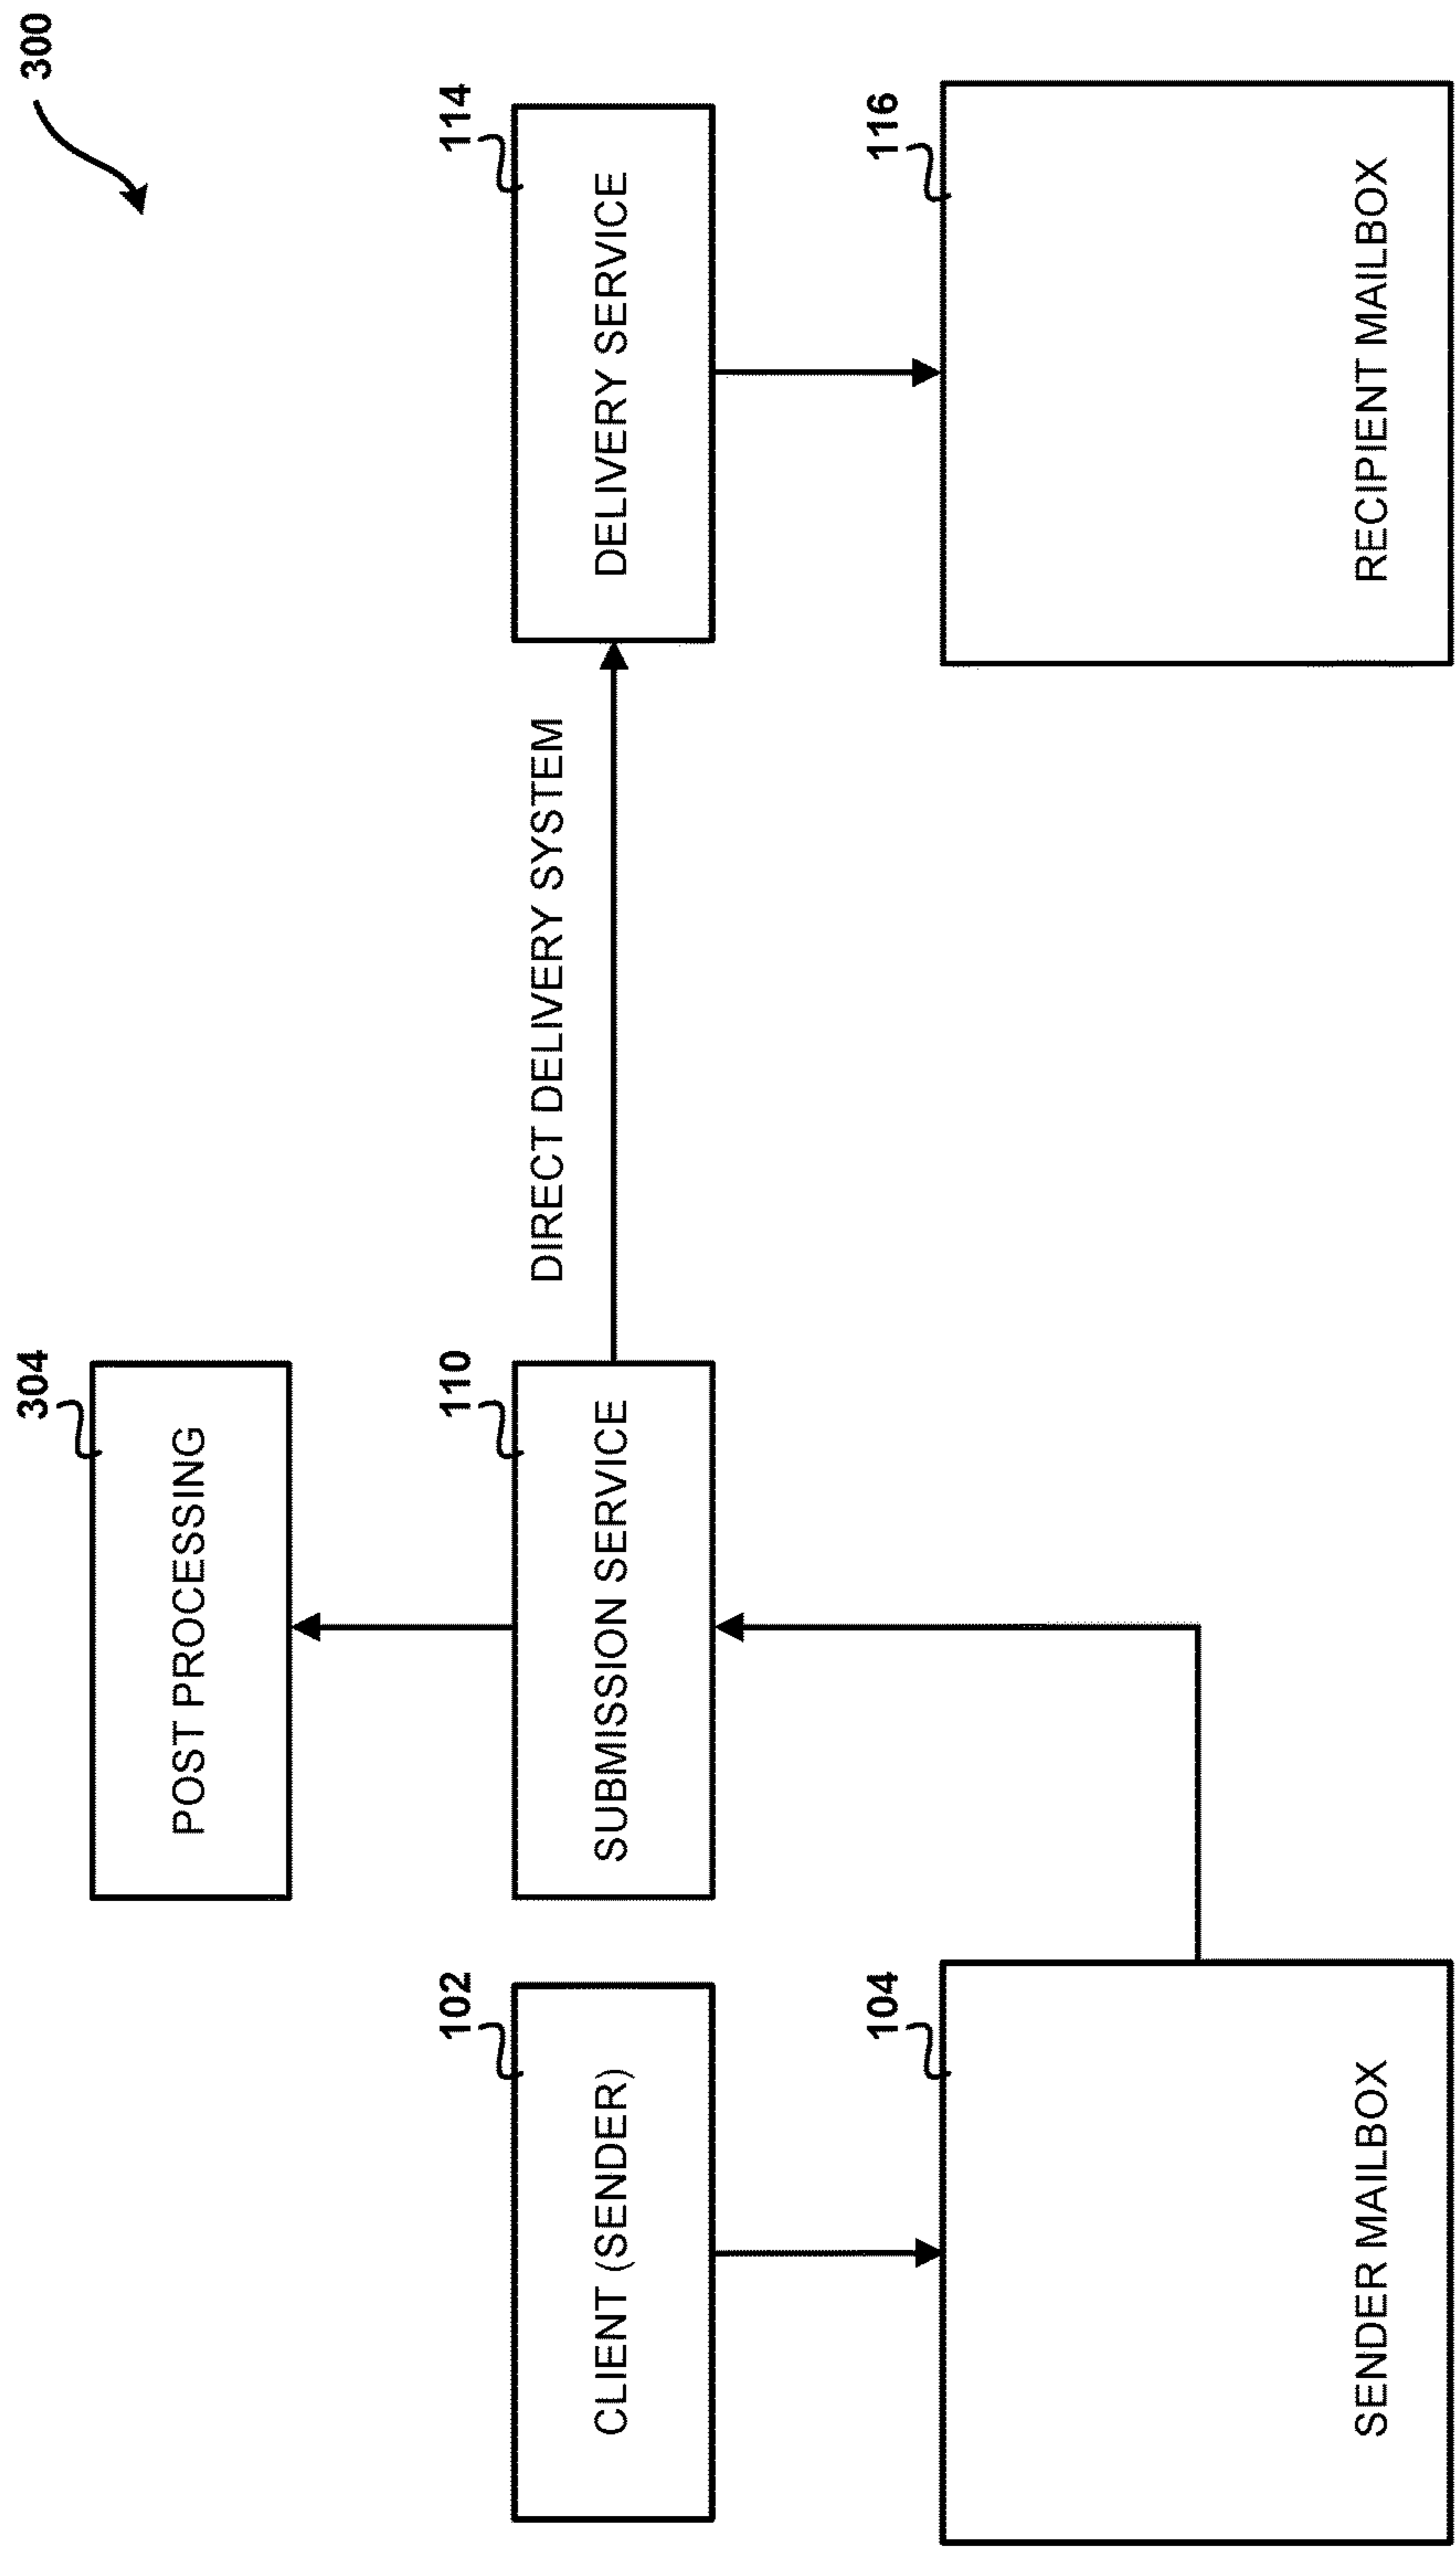 300
304
POST PROCESSING
102
CLIENT (SENDER)
110
SUBMISSION SERVICE
DIRECT DELIVERY SYSTEM
114
DELIVERY SERVICE
104
SENDER MAILBOX
116
RECIPIENT MAILBOX